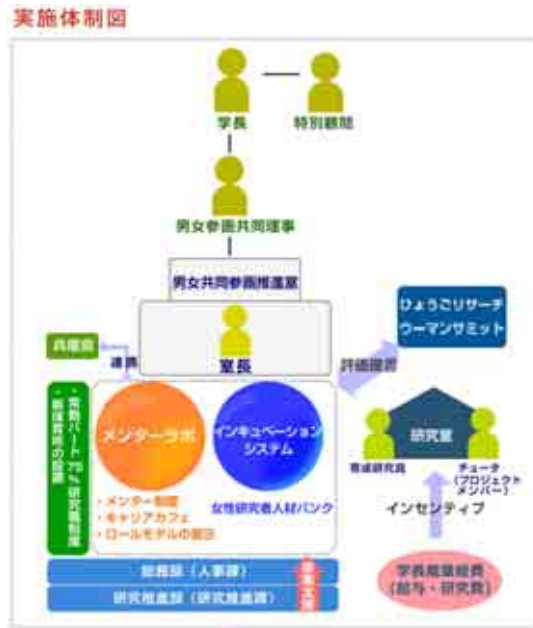 実施体制図
学長
特別顧問
男女参画共同理事
男女共同参画推進室
室長
兵庫県
連携
評価提言
ひょうごリサーチ
ウーマンサミット
・常勤パート75%研究職制度
メンターラボ
インキュベーション
システム
・メンター制度
・キャリアカフェ
・ロールモデルの提示
女性研究者人材バンク
研究室
育成研究員
チュータ
(プロジェクト
メンバー)
インセンティブ
学長裁量経費
(給与・研究費)
総務部（人事課）
研究推進部（研究推進課）